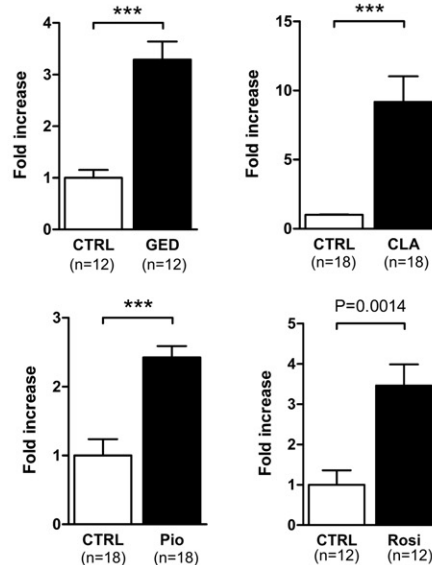 ***
Fold increase
4
3
2
1
0
CTRL GED
(n=12) (n=12)
***
Fold increase
15
10
5
0
CTRL CLA
(n=18) (n=18)
***
Fold increase
3
2
1
0
CTRL Pio
(n=18) (n=18)
P=0.0014
Fold increase
5
4
3
2
1
0
CTRL Rosi
(n=12) (n=12)